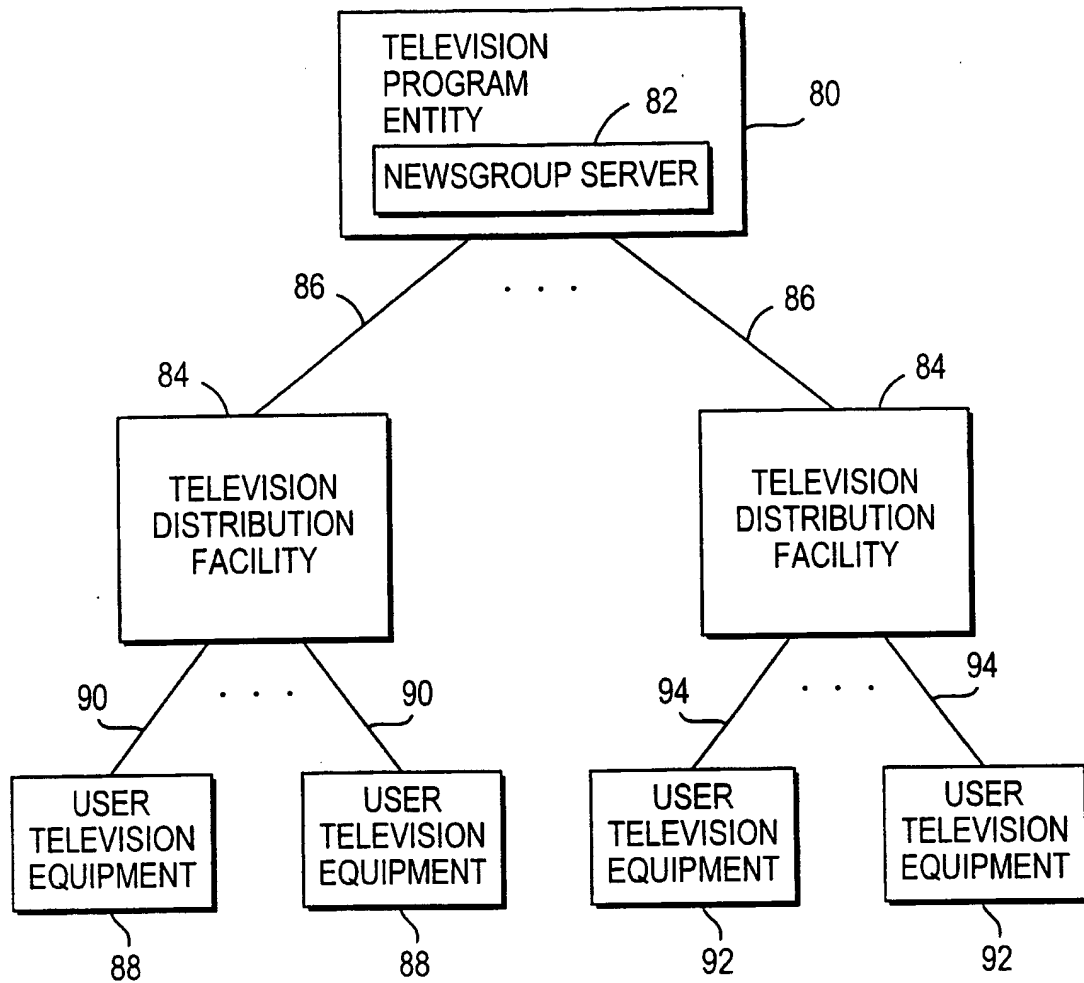 TELEVISION
PROGRAM
ENTITY
82
80
NEWSGROUP SERVER
86
. . .
86
84
84
TELEVISION
DISTRIBUTION
FACILITY
TELEVISION
DISTRIBUTION
FACILITY
90
. . .
90
94
. . .
94
USER
TELEVISION
EQUIPMENT
USER
TELEVISION
EQUIPMENT
USER
TELEVISION
EQUIPMENT
USER
TELEVISION
EQUIPMENT
88
88
92
92